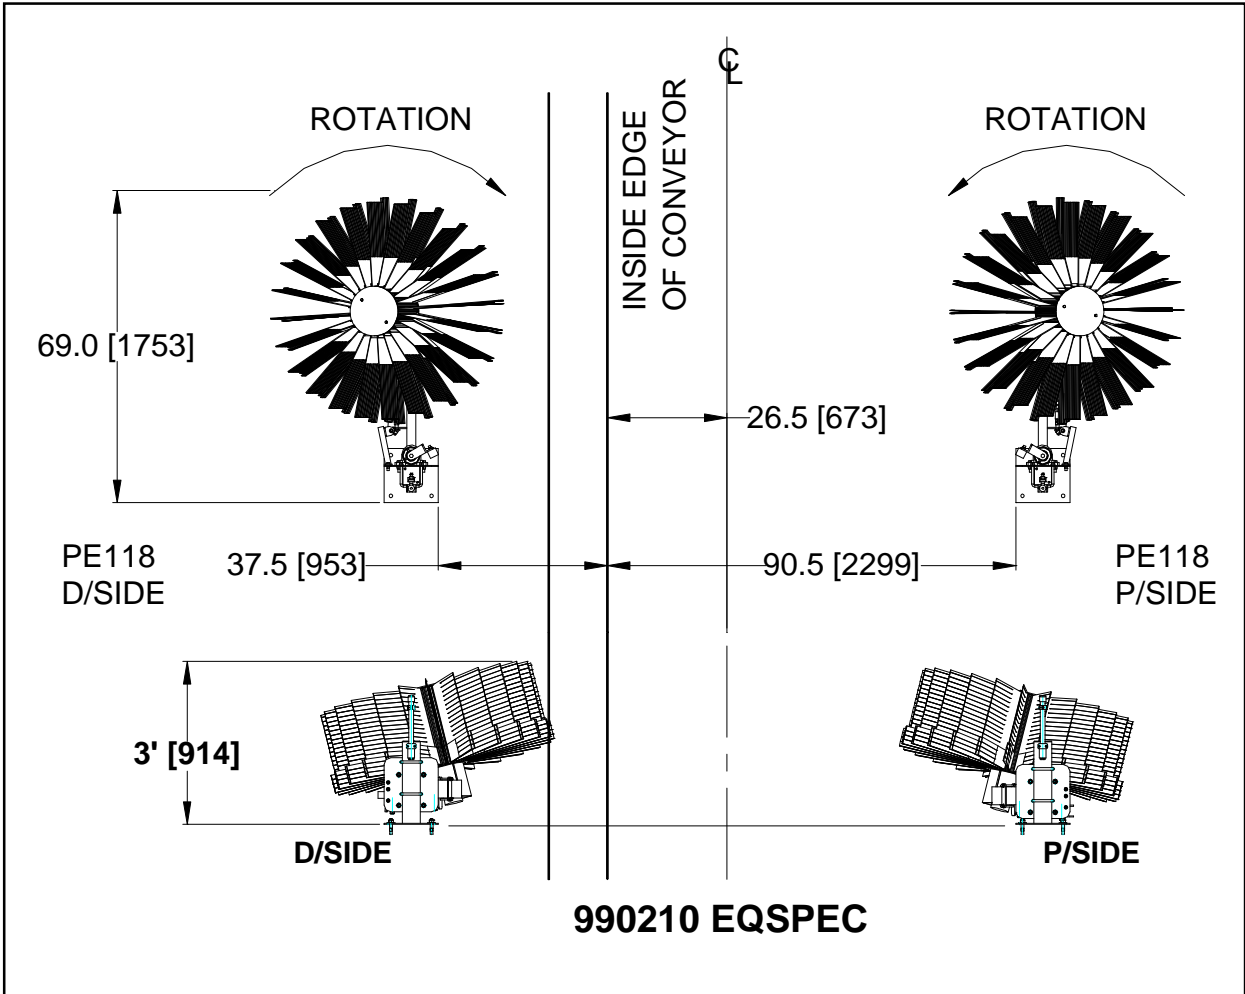 ℄
ROTATION
INSIDE EDGE
OF CONVEYOR
ROTATION
69.0 [1753]
26.5 [673]
PE118
D/SIDE
37.5 [953]
90.5 [2299]
PE118
P/SIDE
3' [914]
D/SIDE
P/SIDE
990210 EQSPEC